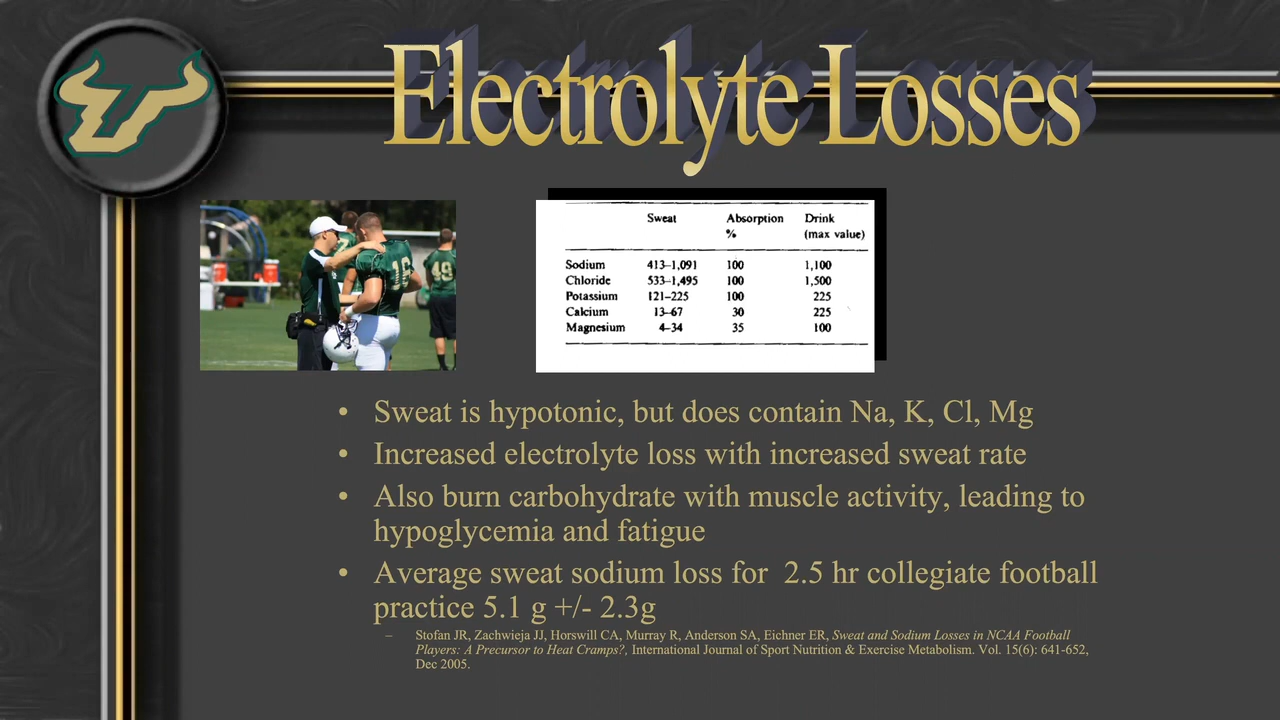 Electrolyte Losses
Sweat Absorption Drink
% (max value)
Sodium 413–1,091 100 1,100
Chloride 533–1,495 100 1,500
Potassium 121–225 100 225
Calcium 13–67 30 225
Magnesium 4–34 35 100
16
49
• Sweat is hypotonic, but does contain Na, K, Cl, Mg
• Increased electrolyte loss with increased sweat rate
• Also burn carbohydrate with muscle activity, leading to
hypoglycemia and fatigue
• Average sweat sodium loss for 2.5 hr collegiate football
practice 5.1 g +/- 2.3g
– Stofan JR, Zachwieja JJ, Horswill CA, Murray R, Anderson SA, Eichner ER, Sweat and Sodium Losses in NCAA Football
Players: A Precursor to Heat Cramps?, International Journal of Sport Nutrition & Exercise Metabolism. Vol. 15(6): 641-652,
Dec 2005.